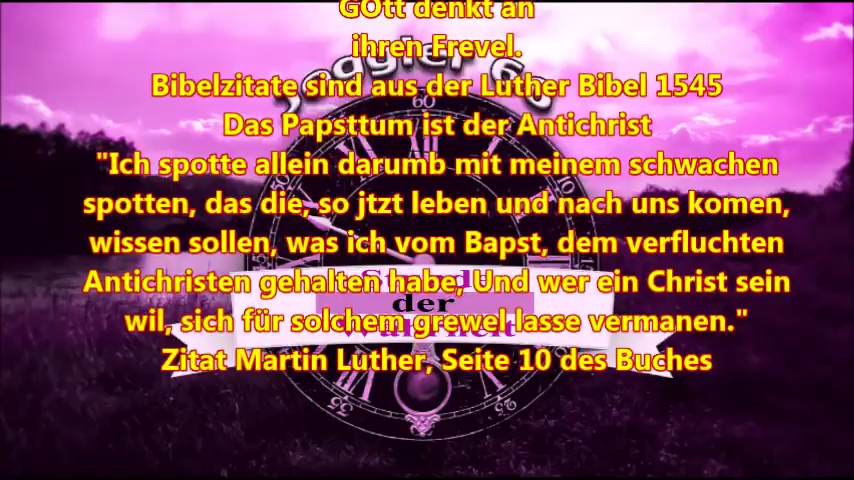 GOtt denkt an
ihren Frevel.
Bibelzitate sind aus der Luther Bibel 1545
Das Papsttum ist der Antichrist
"Ich spotte allein darumb mit meinem schwachen
spotten, das die, so jtzt leben und nach uns komen,
wissen sollen, was ich vom Bapst, dem verfluchten
Antichristen gehalten habe; Und wer ein Christ sein
der
wil, sich für solchem grewel lasse vermanen."
Zitat Martin Luther, Seite 10 des Buches
60